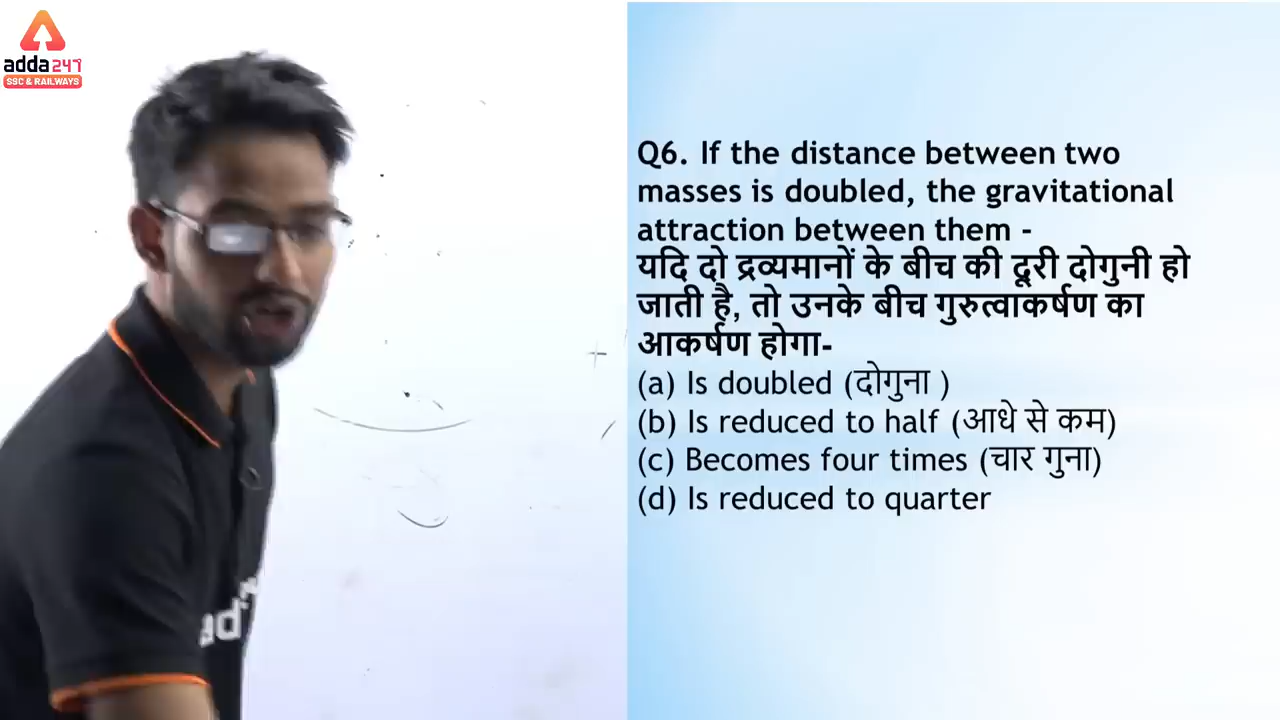 adda247
SSC & RAILWAYS
Q6. If the distance between two
masses is doubled, the gravitational
attraction between them -
यदि दो द्रव्यमानों के बीच की दूरी दोगुनी हो
जाती है, तो उनके बीच गुरुत्वाकर्षण का
आकर्षण होगा-
(a) Is doubled (दोगुना )
(b) Is reduced to half (आधे से कम)
(c) Becomes four times (चार गुना)
(d) Is reduced to quarter